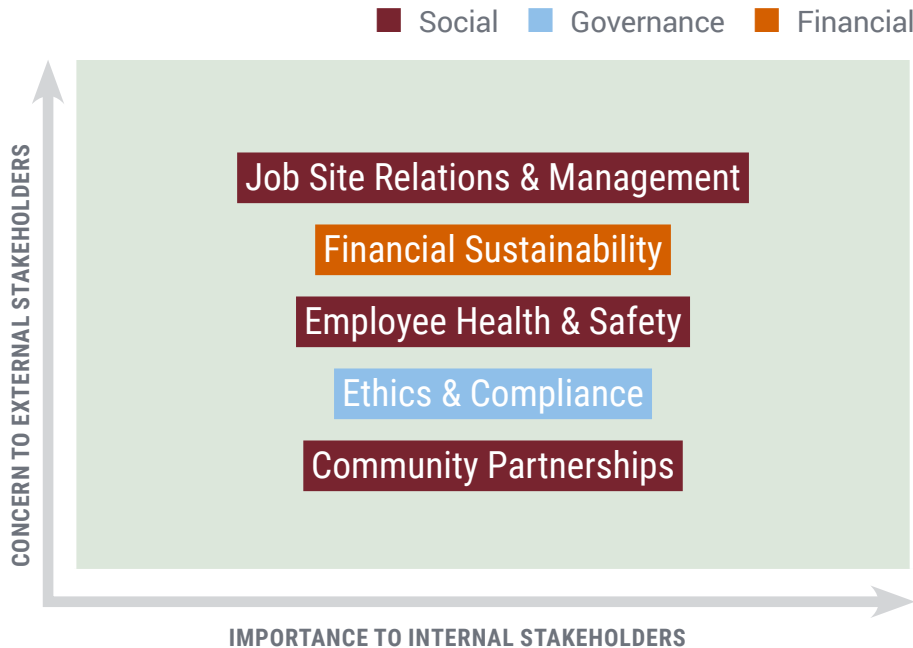 Social Governance Financial
CONCERN TO EXTERNAL STAKEHOLDERS
Job Site Relations & Management
Financial Sustainability
Employee Health & Safety
Ethics & Compliance
Community Partnerships
IMPORTANCE TO INTERNAL STAKEHOLDERS